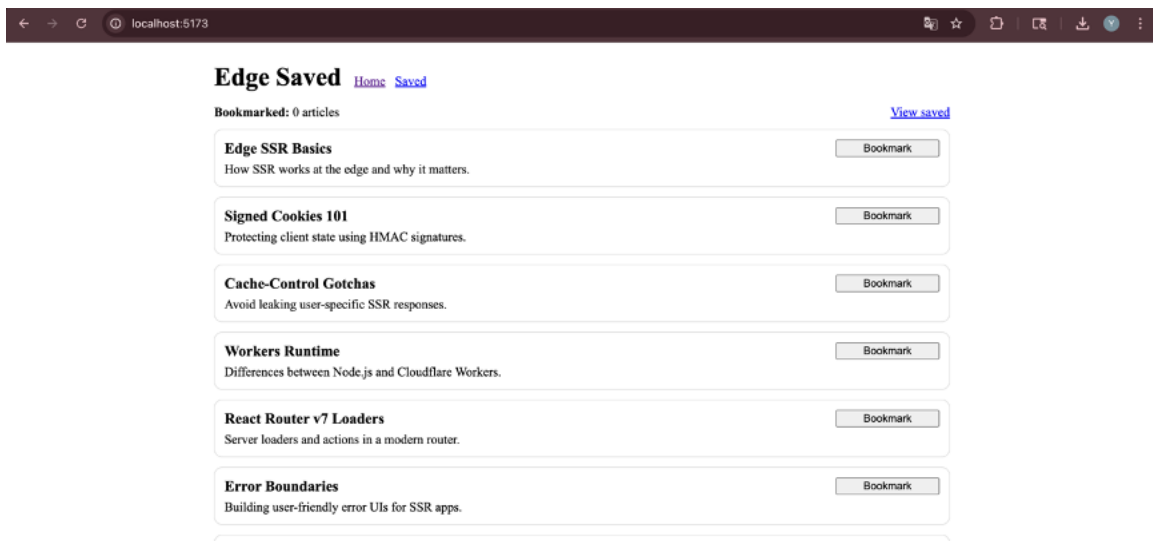 localhost:5173
Edge Saved Home Saved
Bookmarked: 0 articles View saved
Edge SSR Basics Bookmark
How SSR works at the edge and why it matters.
Signed Cookies 101 Bookmark
Protecting client state using HMAC signatures.
Cache-Control Gotchas Bookmark
Avoid leaking user-specific SSR responses.
Workers Runtime Bookmark
Differences between Node.js and Cloudflare Workers.
React Router v7 Loaders Bookmark
Server loaders and actions in a modern router.
Error Boundaries Bookmark
Building user-friendly error UIs for SSR apps.